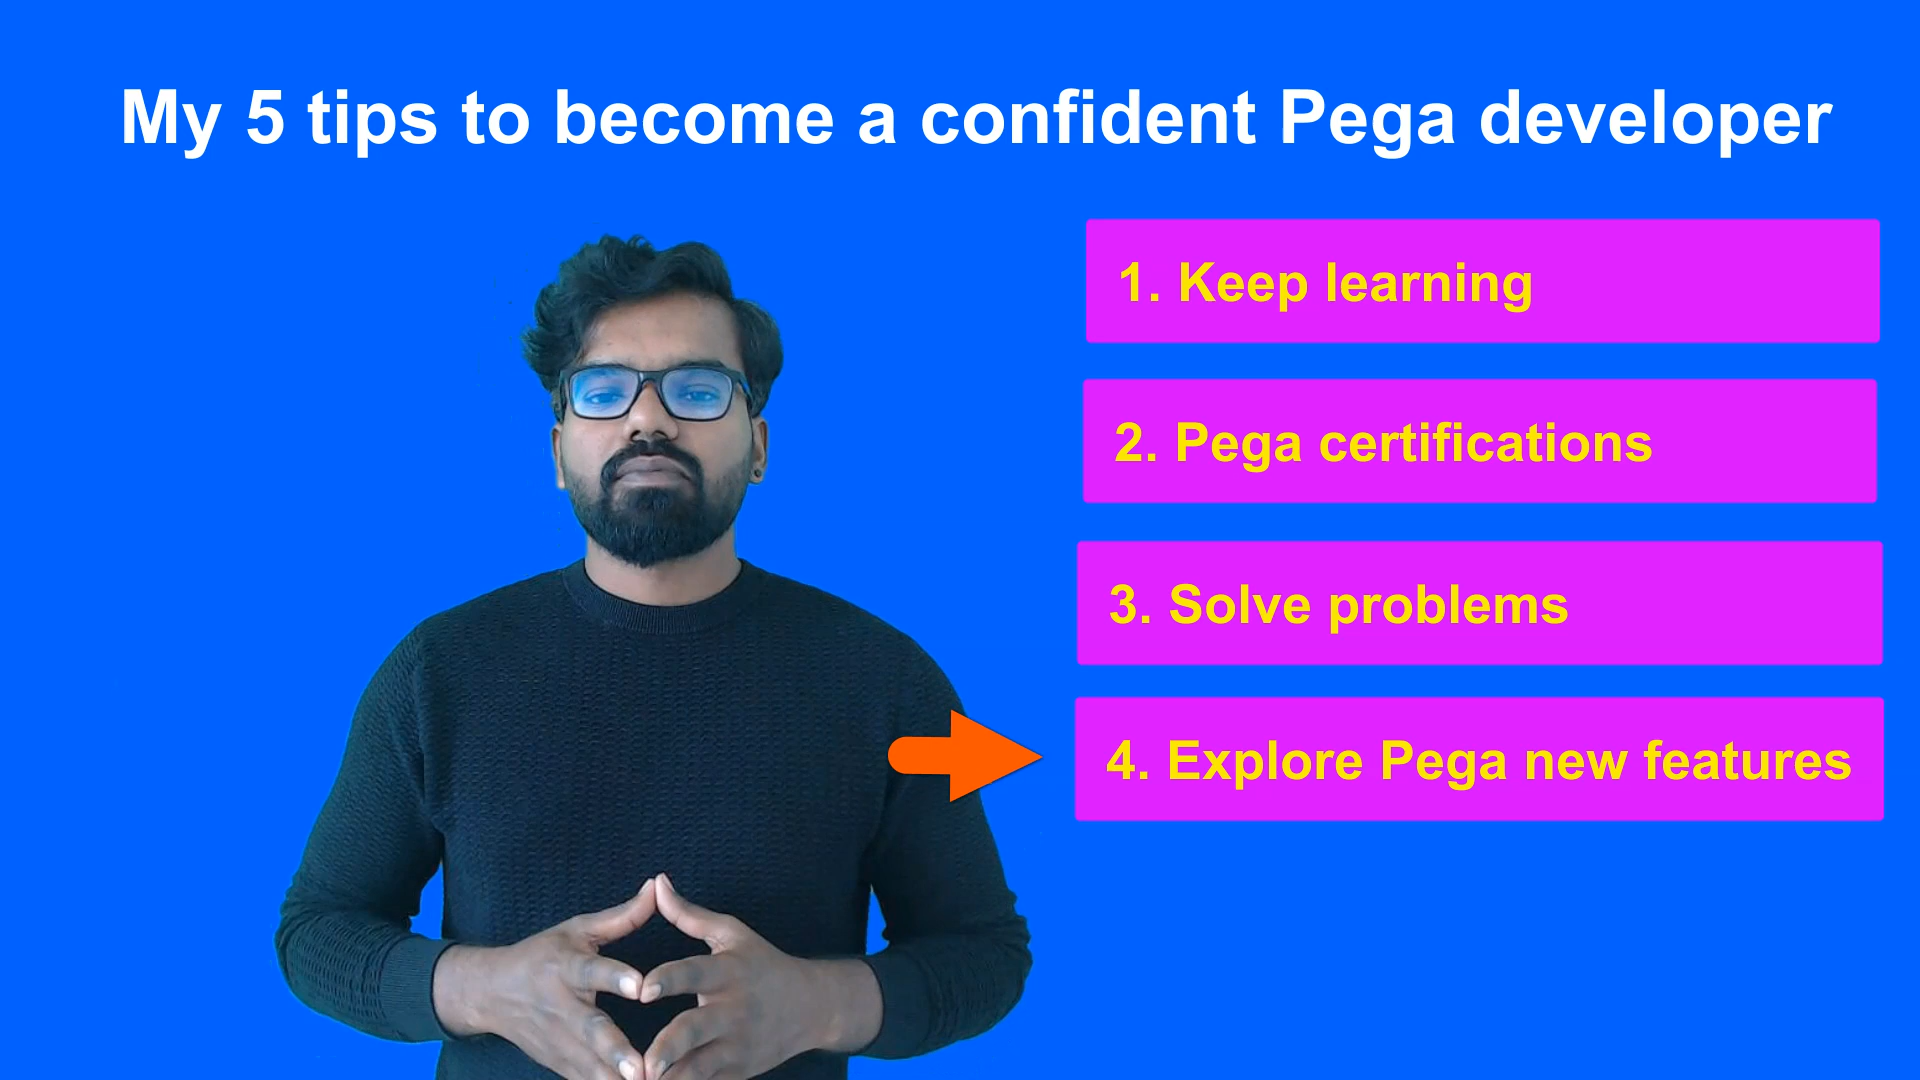 My 5 tips to become a confident Pega developer
1. Keep learning
2. Pega certifications
3. Solve problems
4. Explore Pega new features